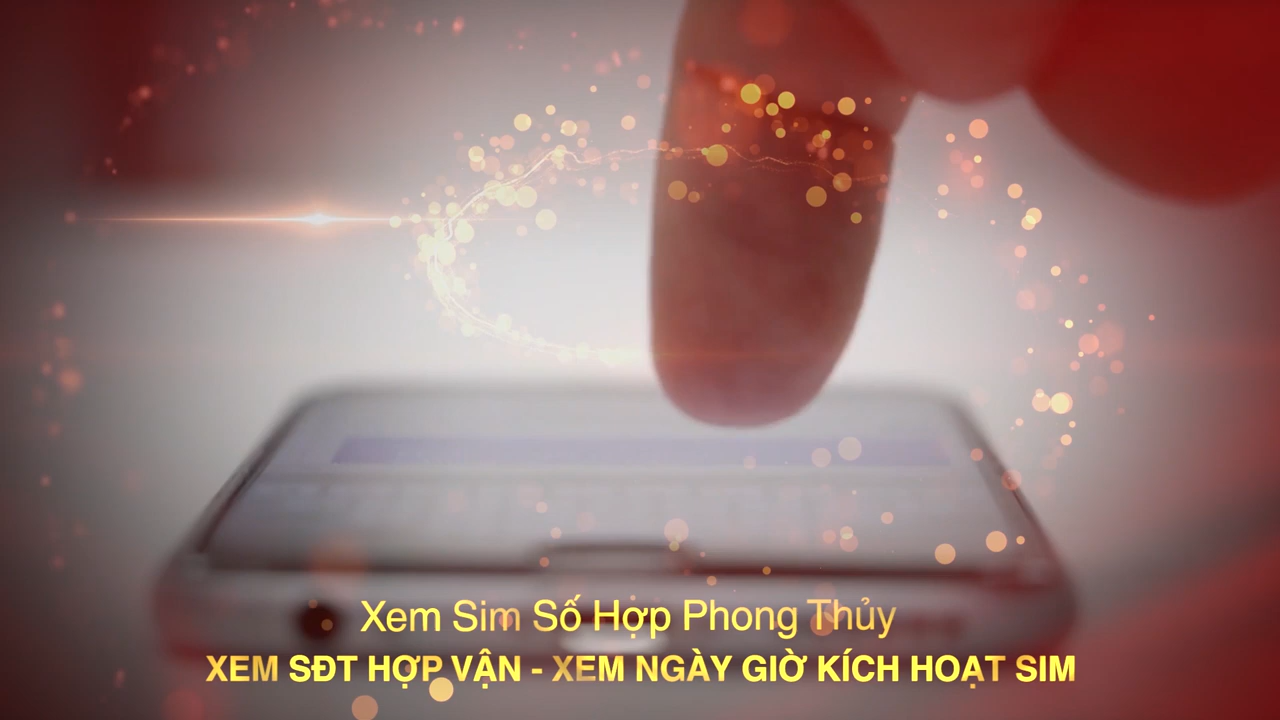 Xem Sim Số Hợp Phong Thủy
XEM SĐT HỢP VẬN - XEM NGÀY GIỜ KÍCH HOẠT SIM